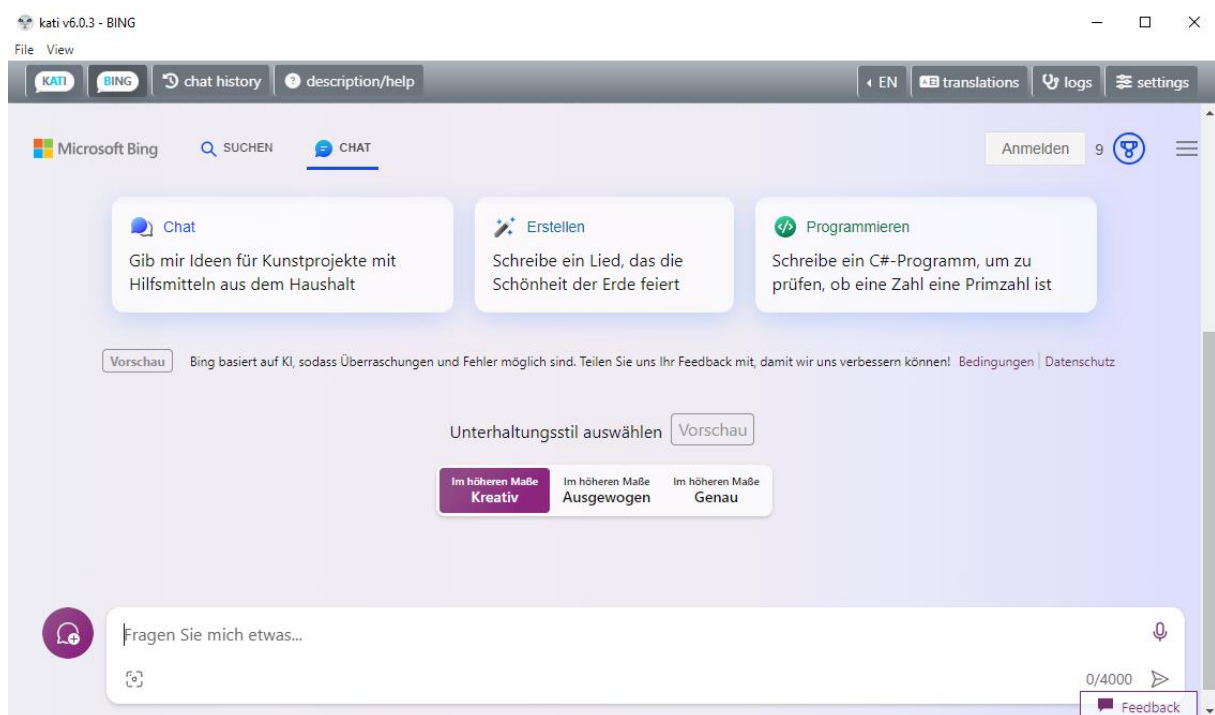 kati v6.0.3 - BING
File View
KATI BING chat history ? description/help EN translations logs settings
Microsoft Bing SUCHEN CHAT Anmelden 9
Chat
Gib mir Ideen für Kunstprojekte mit
Hilfsmitteln aus dem Haushalt
Erstellen
Schreibe ein Lied, das die
Schönheit der Erde feiert
Programmieren
Schreibe ein C#-Programm, um zu
prüfen, ob eine Zahl eine Primzahl ist
Vorschau Bing basiert auf KI, sodass Überraschungen und Fehler möglich sind. Teilen Sie uns Ihr Feedback mit, damit wir uns verbessern können! Bedingungen | Datenschutz
Unterhaltungsstil auswählen Vorschau
Im höheren Maße
Kreativ
Im höheren Maße
Ausgewogen
Im höheren Maße
Genau
Fragen Sie mich etwas...
0/4000
Feedback